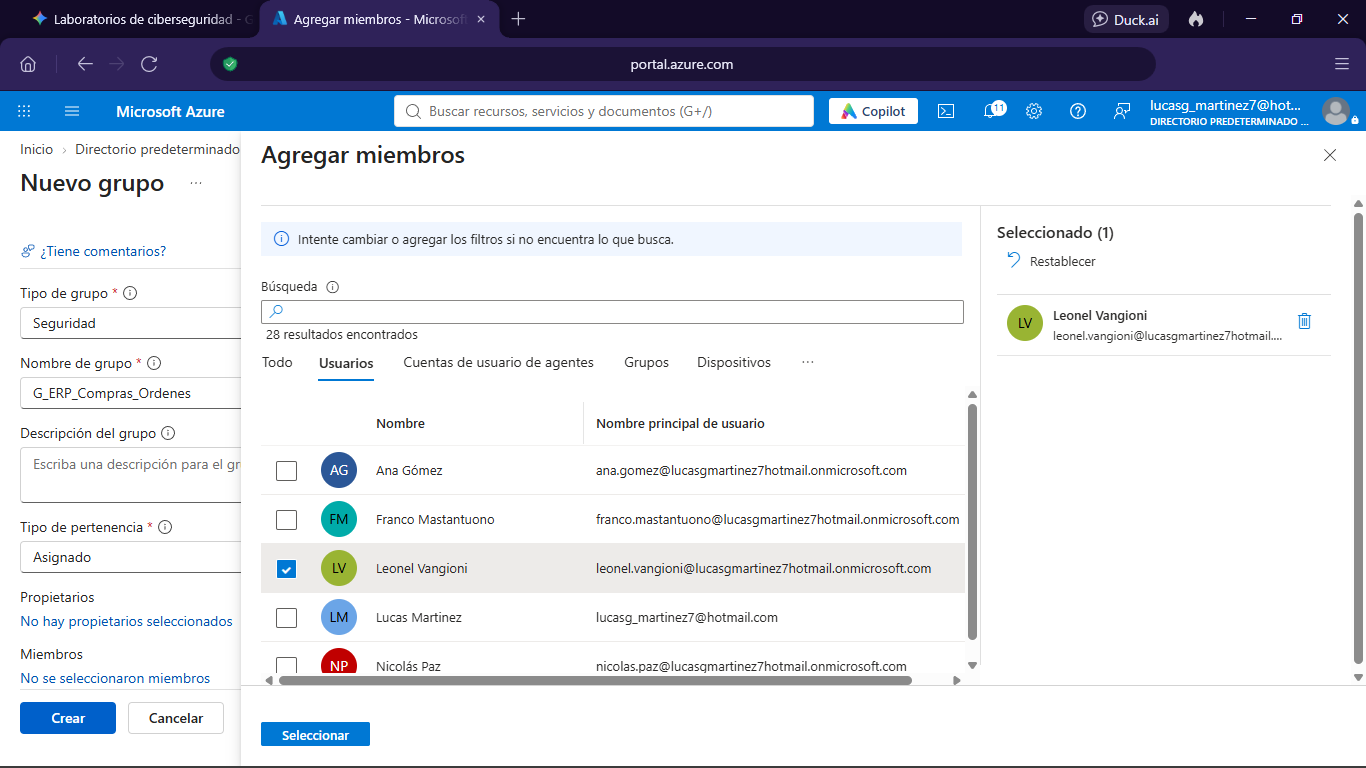 Laboratorios de ciberseguridad - G
Agregar miembros - Microsoft
Duck.ai
portal.azure.com
Microsoft Azure
Buscar recursos, servicios y documentos (G+/)
Copilot
11
lucasg_martinez7@hot...
DIRECTORIO PREDETERMINADO ...
Inicio
Directorio predeterminado
Nuevo grupo
...
¿Tiene comentarios?
Tipo de grupo *
Seguridad
Nombre de grupo *
G_ERP_Compras_Ordenes
Descripción del grupo
Escriba una descripción para el gr
Tipo de pertenencia *
Asignado
Propietarios
No hay propietarios seleccionados
Miembros
No se seleccionaron miembros
Crear
Cancelar
Agregar miembros
Intente cambiar o agregar los filtros si no encuentra lo que busca.
Búsqueda
28 resultados encontrados
Todo
Usuarios
Cuentas de usuario de agentes
Grupos
Dispositivos
...
Nombre
Nombre principal de usuario
AG
Ana Gómez
ana.gomez@lucasgmartinez7hotmail.onmicrosoft.com
FM
Franco Mastantuono
franco.mastantuono@lucasgmartinez7hotmail.onmicrosoft.com
LV
Leonel Vangioni
leonel.vangioni@lucasgmartinez7hotmail.onmicrosoft.com
LM
Lucas Martinez
lucasg_martinez7@hotmail.com
NP
Nicolás Paz
nicolas.paz@lucasgmartinez7hotmail.onmicrosoft.com
Seleccionar
Seleccionado (1)
Restablecer
LV
Leonel Vangioni
leonel.vangioni@lucasgmartinez7hotmail....